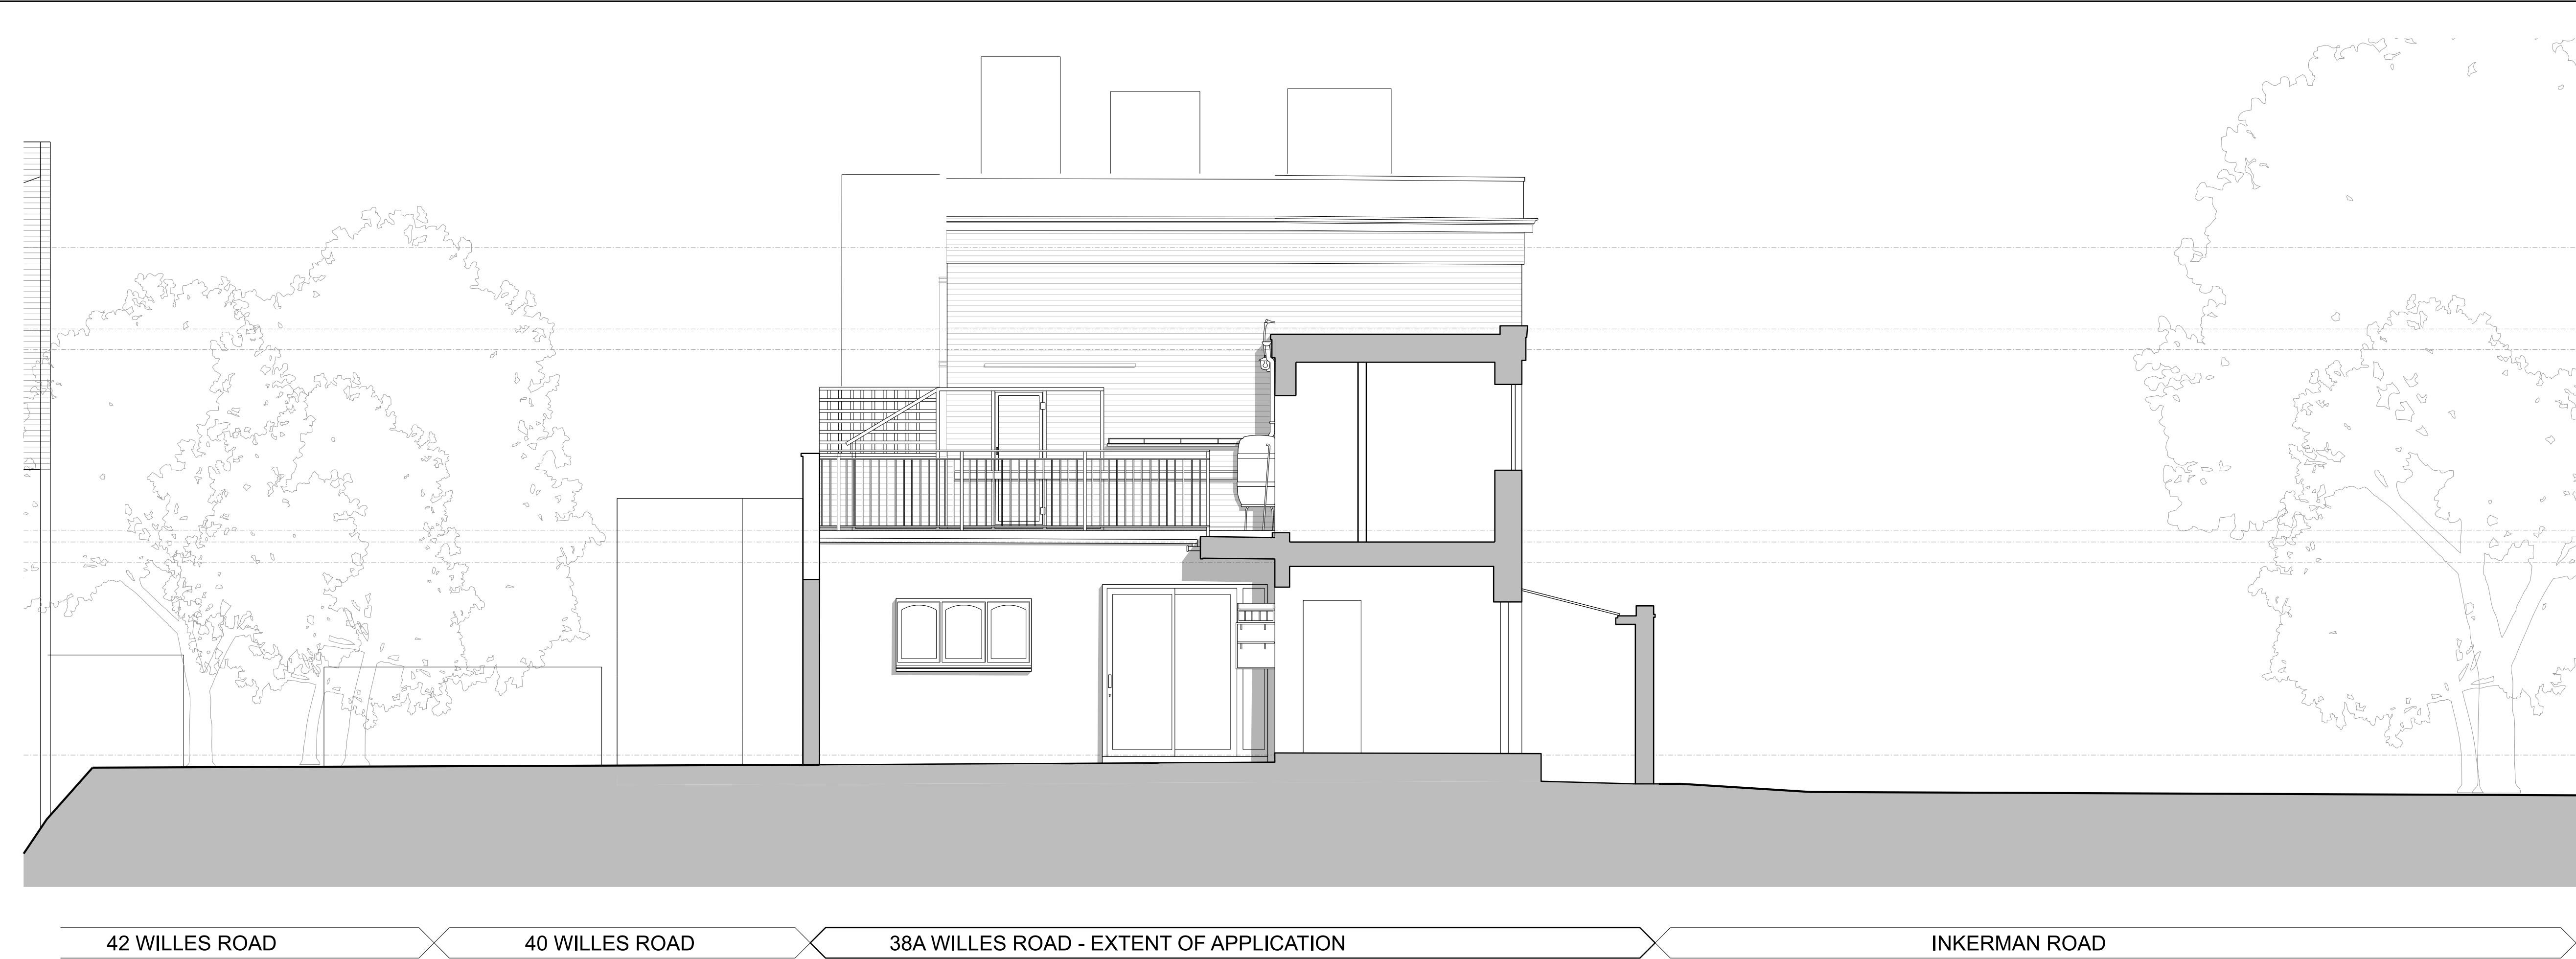 42 WILLES ROAD
40 WILLES ROAD
38A WILLES ROAD - EXTENT OF APPLICATION
INKERMAN ROAD